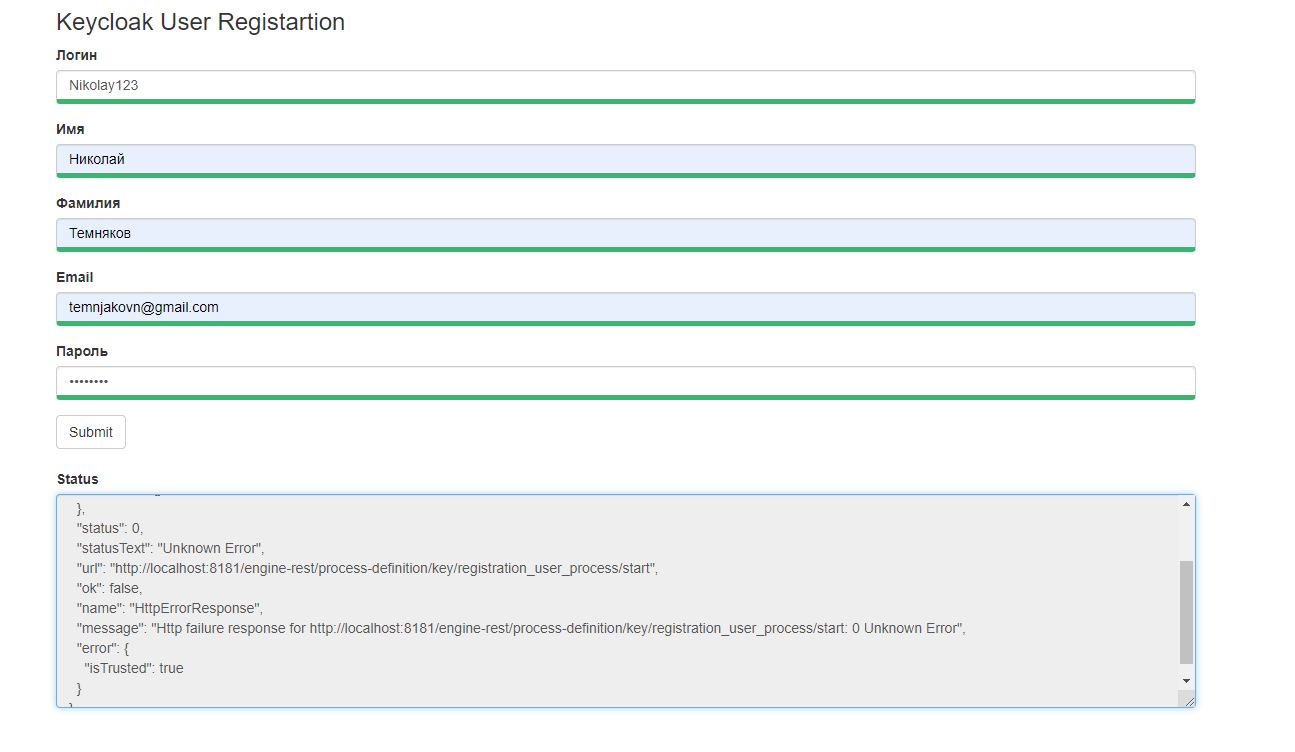 Keycloak User Registartion
Логин
Nikolay123
Имя
Николай
Фамилия
Темняков
Email
temnjakovn@gmail.com
Пароль
••••••••
Submit
Status
},
"status": 0,
"statusText": "Unknown Error",
"url": "http://localhost:8181/engine-rest/process-definition/key/registration_user_process/start",
"ok": false,
"name": "HttpErrorResponse",
"message": "Http failure response for http://localhost:8181/engine-rest/process-definition/key/registration_user_process/start: 0 Unknown Error",
"error": {
"isTrusted": true
}